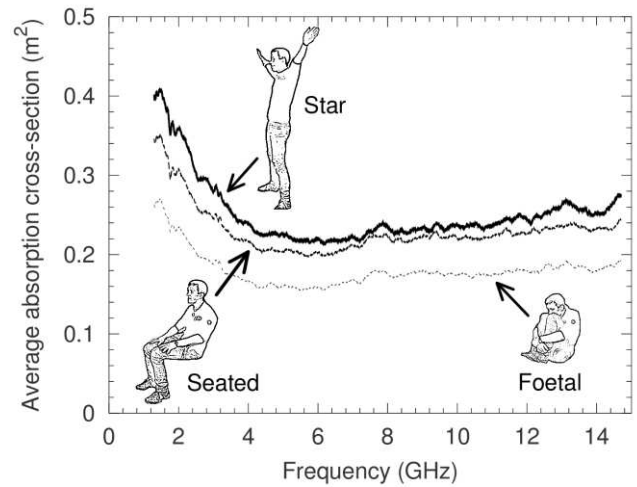 0.5
0.4
0.3
0.2
0.1
0
0 2 4 6 8 10 12 14
Average absorption cross-section (m²)
Frequency (GHz)
Star
Seated
Foetal